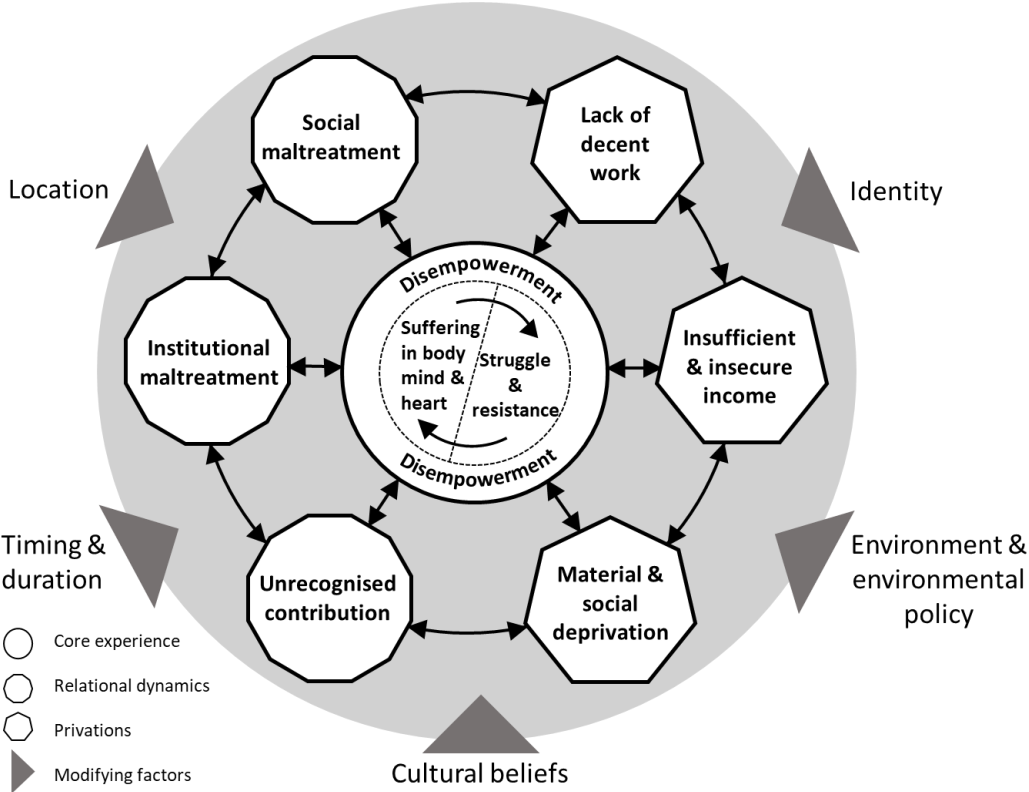 Social
maltreatment
Lack of
decent
work
Location
Identity
Disempowerment
Suffering
in body
mind &
heart
Struggle
&
resistance
Disempowerment
Institutional
maltreatment
Insufficient
& insecure
income
Timing &
duration
Unrecognised
contribution
Material &
social
deprivation
Environment &
environmental
policy
Core experience
Relational dynamics
Privations
Modifying factors
Cultural beliefs